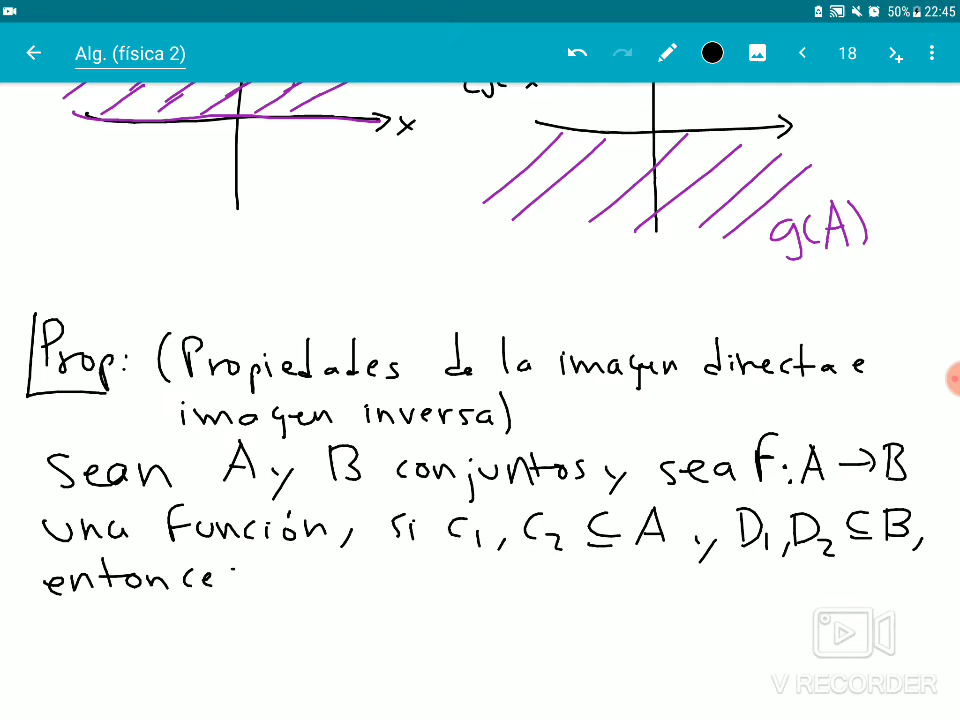 50% 22:45
Alg. (física 2)
18
x
g(A)
Prop: (Propiedades de la imagen directa e
imagen inversa)
Sean A y B conjuntos y sea f: A → B
una función, si C₁, C₂ ⊆ A y D₁, D₂ ⊆ B,
entonce
V RECORDER